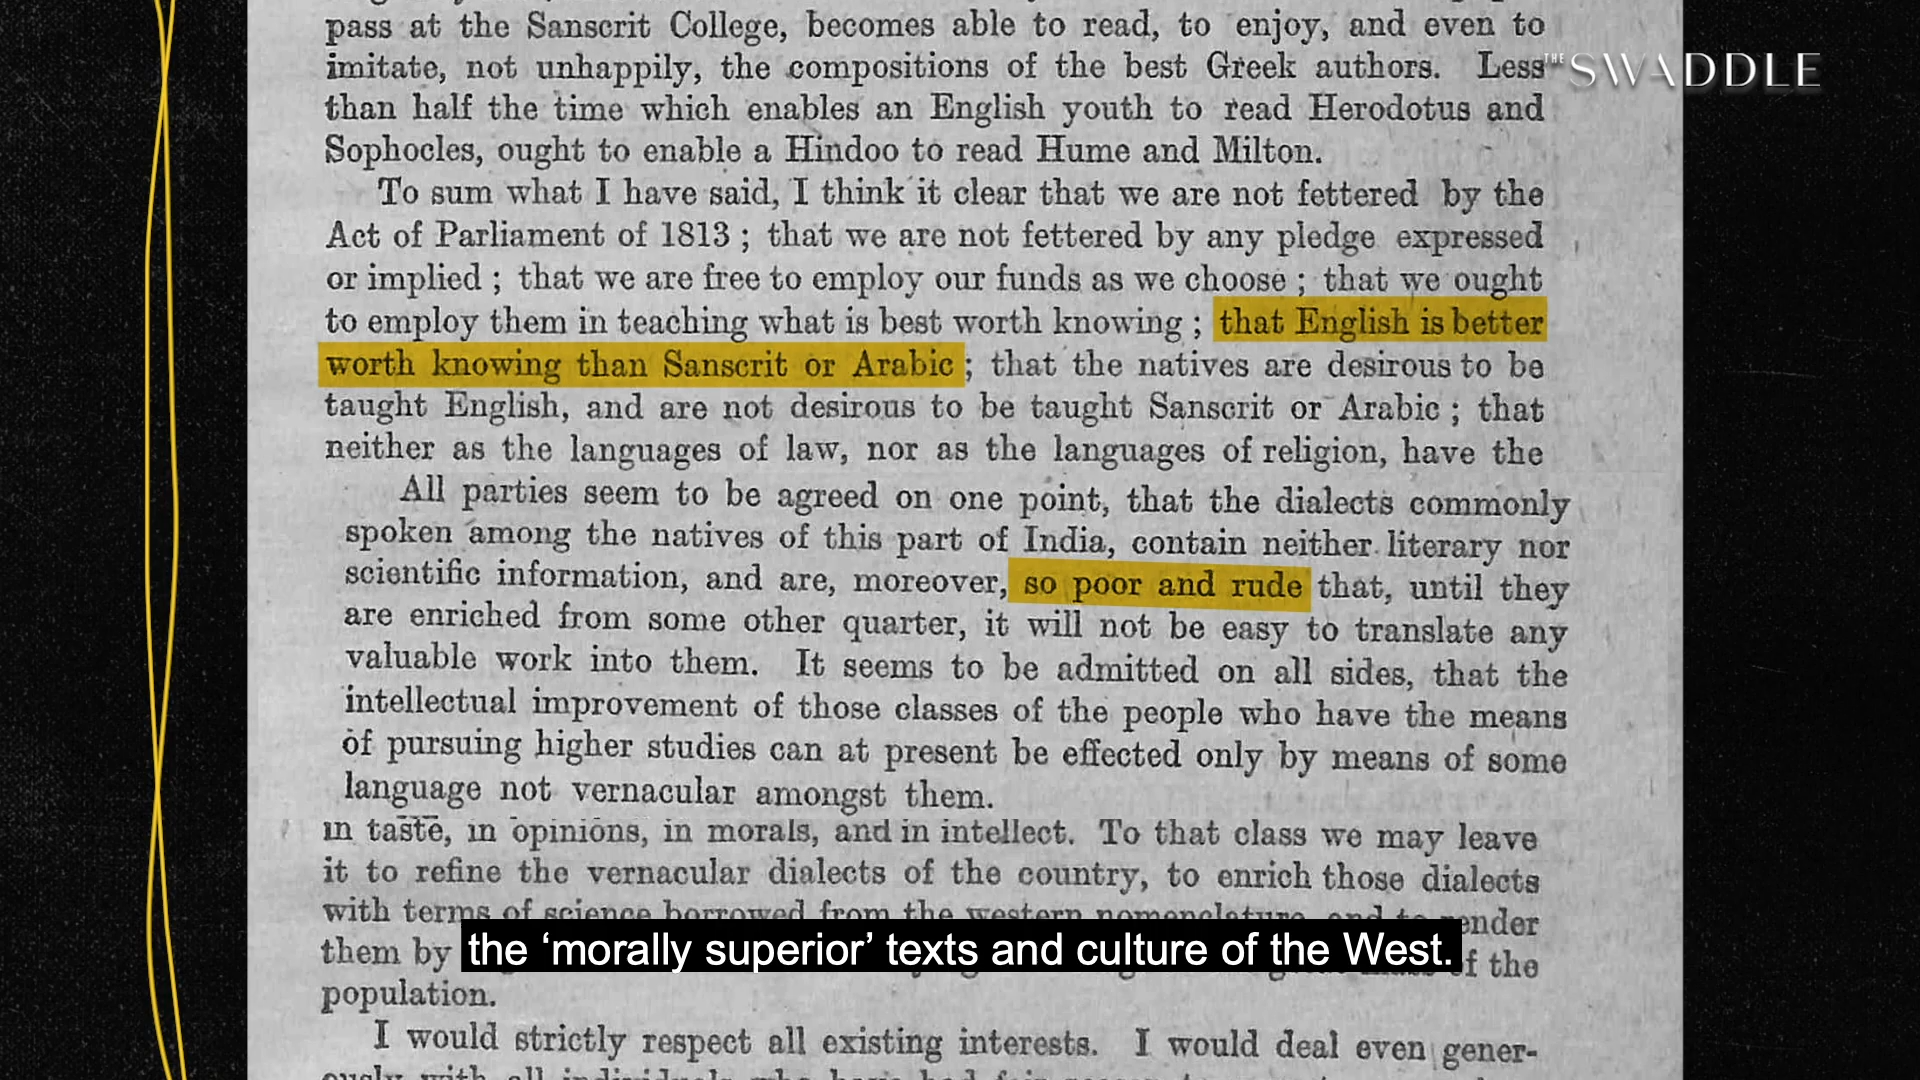 pass at the Sanscrit College, becomes able to read, to enjoy, and even to
THE SWADDLE
imitate, not unhappily, the compositions of the best Greek authors. Less
than half the time which enables an English youth to read Herodotus and
Sophocles, ought to enable a Hindoo to read Hume and Milton.
To sum what I have said, I think it clear that we are not fettered by the
Act of Parliament of 1813 ; that we are not fettered by any pledge expressed
or implied ; that we are free to employ our funds as we choose ; that we ought
to employ them in teaching what is best worth knowing ; that English is better
worth knowing than Sanscrit or Arabic ; that the natives are desirous to be
taught English, and are not desirous to be taught Sanscrit or Arabic ; that
neither as the languages of law, nor as the languages of religion, have the
All parties seem to be agreed on one point, that the dialects commonly
spoken among the natives of this part of India, contain neither literary nor
scientific information, and are, moreover, so poor and rude that, until they
are enriched from some other quarter, it will not be easy to translate any
valuable work into them. It seems to be admitted on all sides, that the
intellectual improvement of those classes of the people who have the means
of pursuing higher studies can at present be effected only by means of some
language not vernacular amongst them.
in taste, in opinions, in morals, and in intellect. To that class we may leave
it to refine the vernacular dialects of the country, to enrich those dialects
with terms of science borrowed from the western nomenclature, and to render
them by
the ‘morally superior’ texts and culture of the West.
of the
population.
I would strictly respect all existing interests. I would deal even gener-